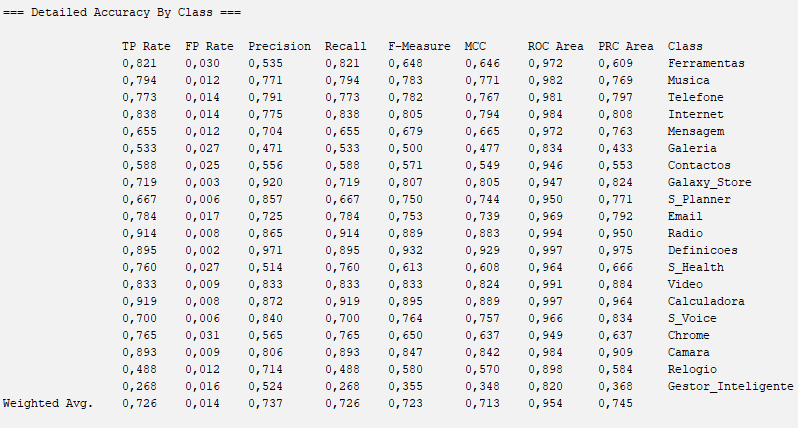 === Detailed Accuracy By Class ===
TP Rate FP Rate Precision Recall F-Measure MCC ROC Area PRC Area Class
0,821 0,030 0,535 0,821 0,648 0,646 0,972 0,609 Ferramentas
0,794 0,012 0,771 0,794 0,783 0,771 0,982 0,769 Musica
0,773 0,014 0,791 0,773 0,782 0,767 0,981 0,797 Telefone
0,838 0,014 0,775 0,838 0,805 0,794 0,984 0,808 Internet
0,655 0,012 0,704 0,655 0,679 0,665 0,972 0,763 Mensagem
0,533 0,027 0,471 0,533 0,500 0,477 0,834 0,433 Galeria
0,588 0,025 0,556 0,588 0,571 0,549 0,946 0,553 Contactos
0,719 0,003 0,920 0,719 0,807 0,805 0,947 0,824 Galaxy_Store
0,667 0,006 0,857 0,667 0,750 0,744 0,950 0,771 S_Planner
0,784 0,017 0,725 0,784 0,753 0,739 0,969 0,792 Email
0,914 0,008 0,865 0,914 0,889 0,883 0,994 0,950 Radio
0,895 0,002 0,971 0,895 0,932 0,929 0,997 0,975 Definicoes
0,760 0,027 0,514 0,760 0,613 0,608 0,964 0,666 S_Health
0,833 0,009 0,833 0,833 0,833 0,824 0,991 0,884 Video
0,919 0,008 0,872 0,919 0,895 0,889 0,997 0,964 Calculadora
0,700 0,006 0,840 0,700 0,764 0,757 0,966 0,834 S_Voice
0,765 0,031 0,565 0,765 0,650 0,637 0,949 0,637 Chrome
0,893 0,009 0,806 0,893 0,847 0,842 0,984 0,909 Camara
0,488 0,012 0,714 0,488 0,580 0,570 0,898 0,584 Relogio
0,268 0,016 0,524 0,268 0,355 0,348 0,820 0,368 Gestor_Inteligente
Weighted Avg. 0,726 0,014 0,737 0,726 0,723 0,713 0,954 0,745